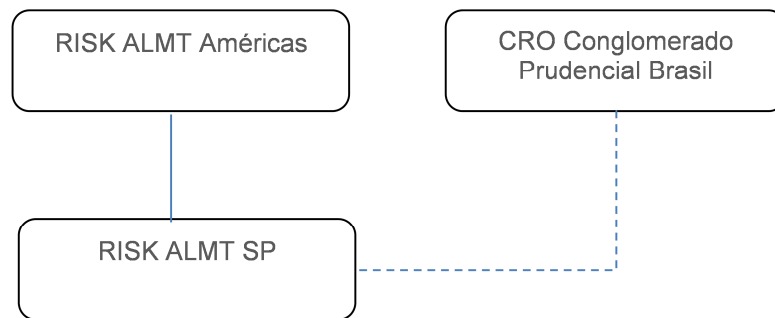 RISK ALMT Américas
CRO Conglomerado
Prudencial Brasil
RISK ALMT SP